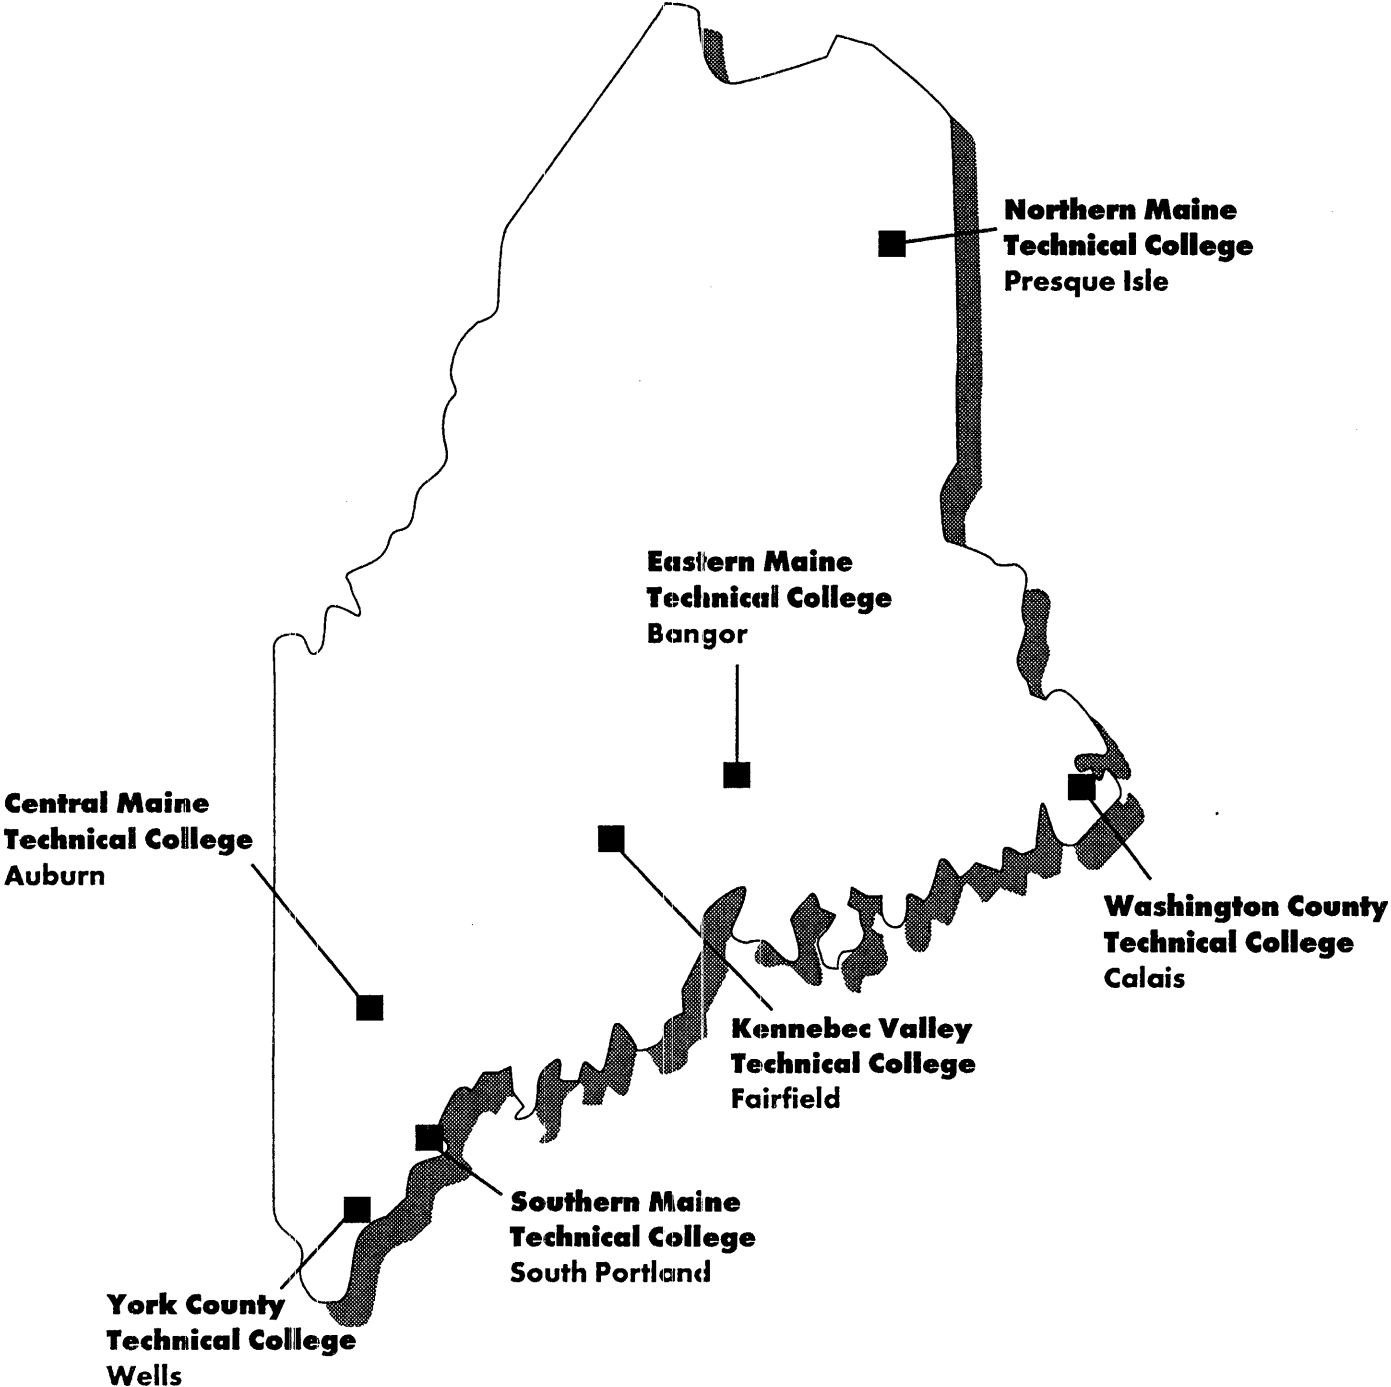 Northern Maine
Technical College
Presque Isle
Eastern Maine
Technical College
Bangor
Central Maine
Technical College
Auburn
Washington County
Technical College
Calais
Kennebec Valley
Technical College
Fairfield
Southern Maine
Technical College
South Portland
York County
Technical College
Wells